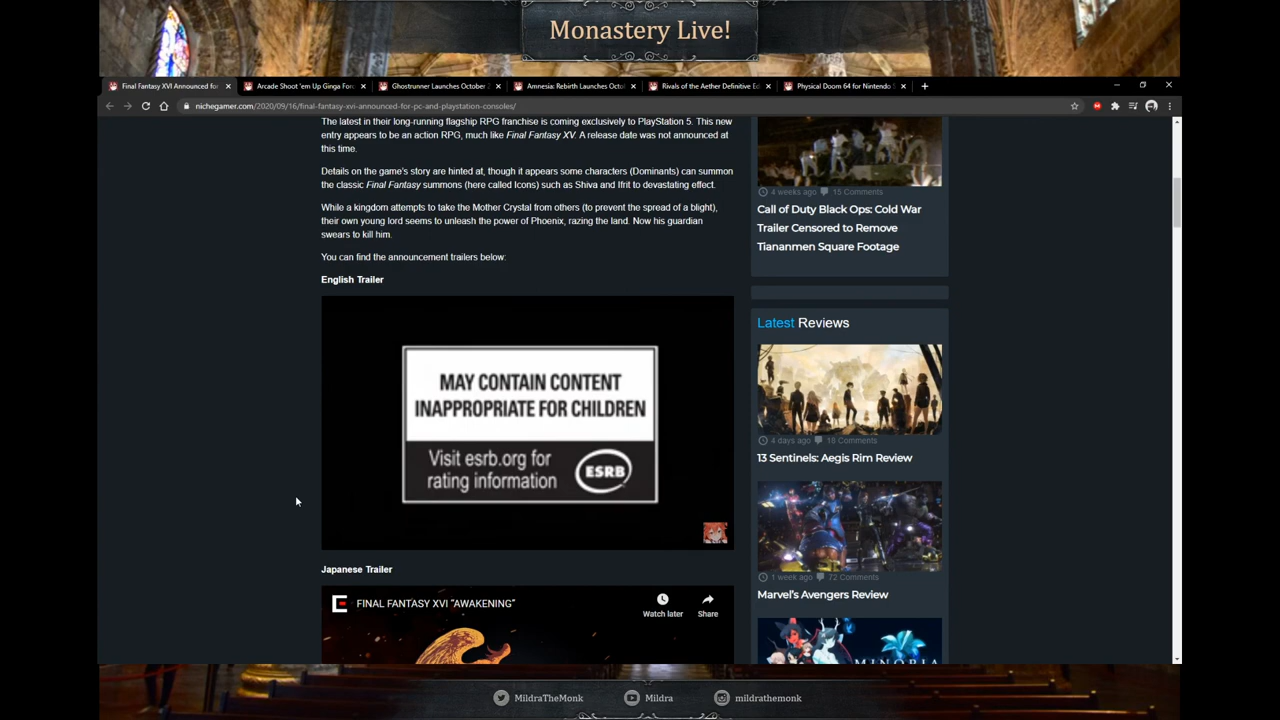 Monastery Live!
Final Fantasy XVI Announced for
Arcade Shoot 'em Up Ginga Forc
Ghostrunner Launches October 2
Amnesia: Rebirth Launches Octo
Rivals of the Aether Definitive Ed
Physical Doom 64 for Nintendo S
nichegamer.com/2020/09/16/final-fantasy-xvi-announced-for-pc-and-playstation-consoles/
The latest in their long-running flagship RPG franchise is coming exclusively to PlayStation 5. This new
entry appears to be an action RPG, much like Final Fantasy XV. A release date was not announced at
this time.
Details on the game's story are hinted at, though it appears some characters (Dominants) can summon
the classic Final Fantasy summons (here called Icons) such as Shiva and Ifrit to devastating effect.
While a kingdom attempts to take the Mother Crystal from others (to prevent the spread of a blight),
their own young lord seems to unleash the power of Phoenix, razing the land. Now his guardian
swears to kill him.
You can find the announcement trailers below:
English Trailer
MAY CONTAIN CONTENT
INAPPROPRIATE FOR CHILDREN
Visit esrb.org for
rating information
ESRB
Japanese Trailer
FINAL FANTASY XVI "AWAKENING"
Watch later
Share
4 weeks ago 15 Comments
Call of Duty Black Ops: Cold War
Trailer Censored to Remove
Tiananmen Square Footage
Latest Reviews
4 days ago 18 Comments
13 Sentinels: Aegis Rim Review
1 week ago 72 Comments
Marvel's Avengers Review
MINORIA
MildraTheMonk
Mildra
mildrathemonk